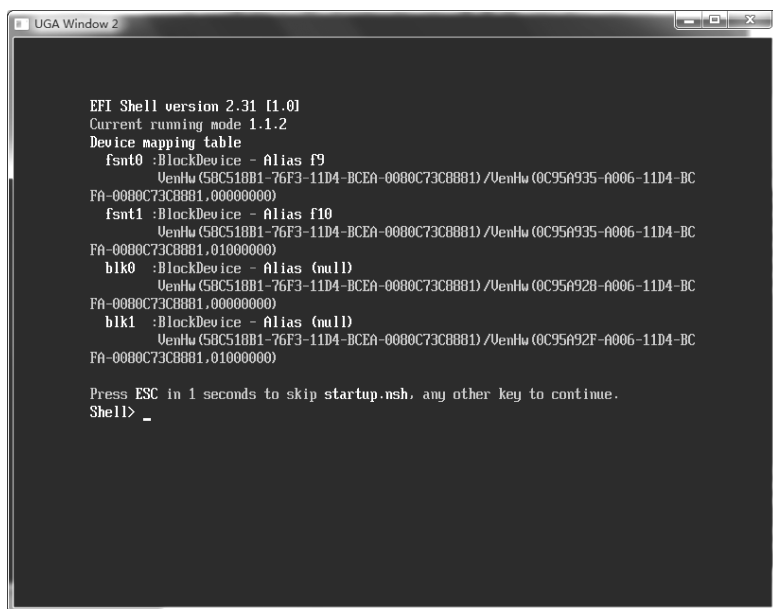 UGA Window 2
EFI Shell version 2.31 [1.0]
Current running mode 1.1.2
Device mapping table
fsnt0 :BlockDevice - Alias f9
VenHw(58C518B1-76F3-11D4-BCEA-0080C73C8881)/VenHw(0C95A935-A006-11D4-BC
FA-0080C73C8881,00000000)
fsnt1 :BlockDevice - Alias f10
VenHw(58C518B1-76F3-11D4-BCEA-0080C73C8881)/VenHw(0C95A935-A006-11D4-BC
FA-0080C73C8881,01000000)
blk0 :BlockDevice - Alias (null)
VenHw(58C518B1-76F3-11D4-BCEA-0080C73C8881)/VenHw(0C95A928-A006-11D4-BC
FA-0080C73C8881,00000000)
blk1 :BlockDevice - Alias (null)
VenHw(58C518B1-76F3-11D4-BCEA-0080C73C8881)/VenHw(0C95A92F-A006-11D4-BC
FA-0080C73C8881,01000000)
Press ESC in 1 seconds to skip startup.nsh, any other key to continue.
Shell> _